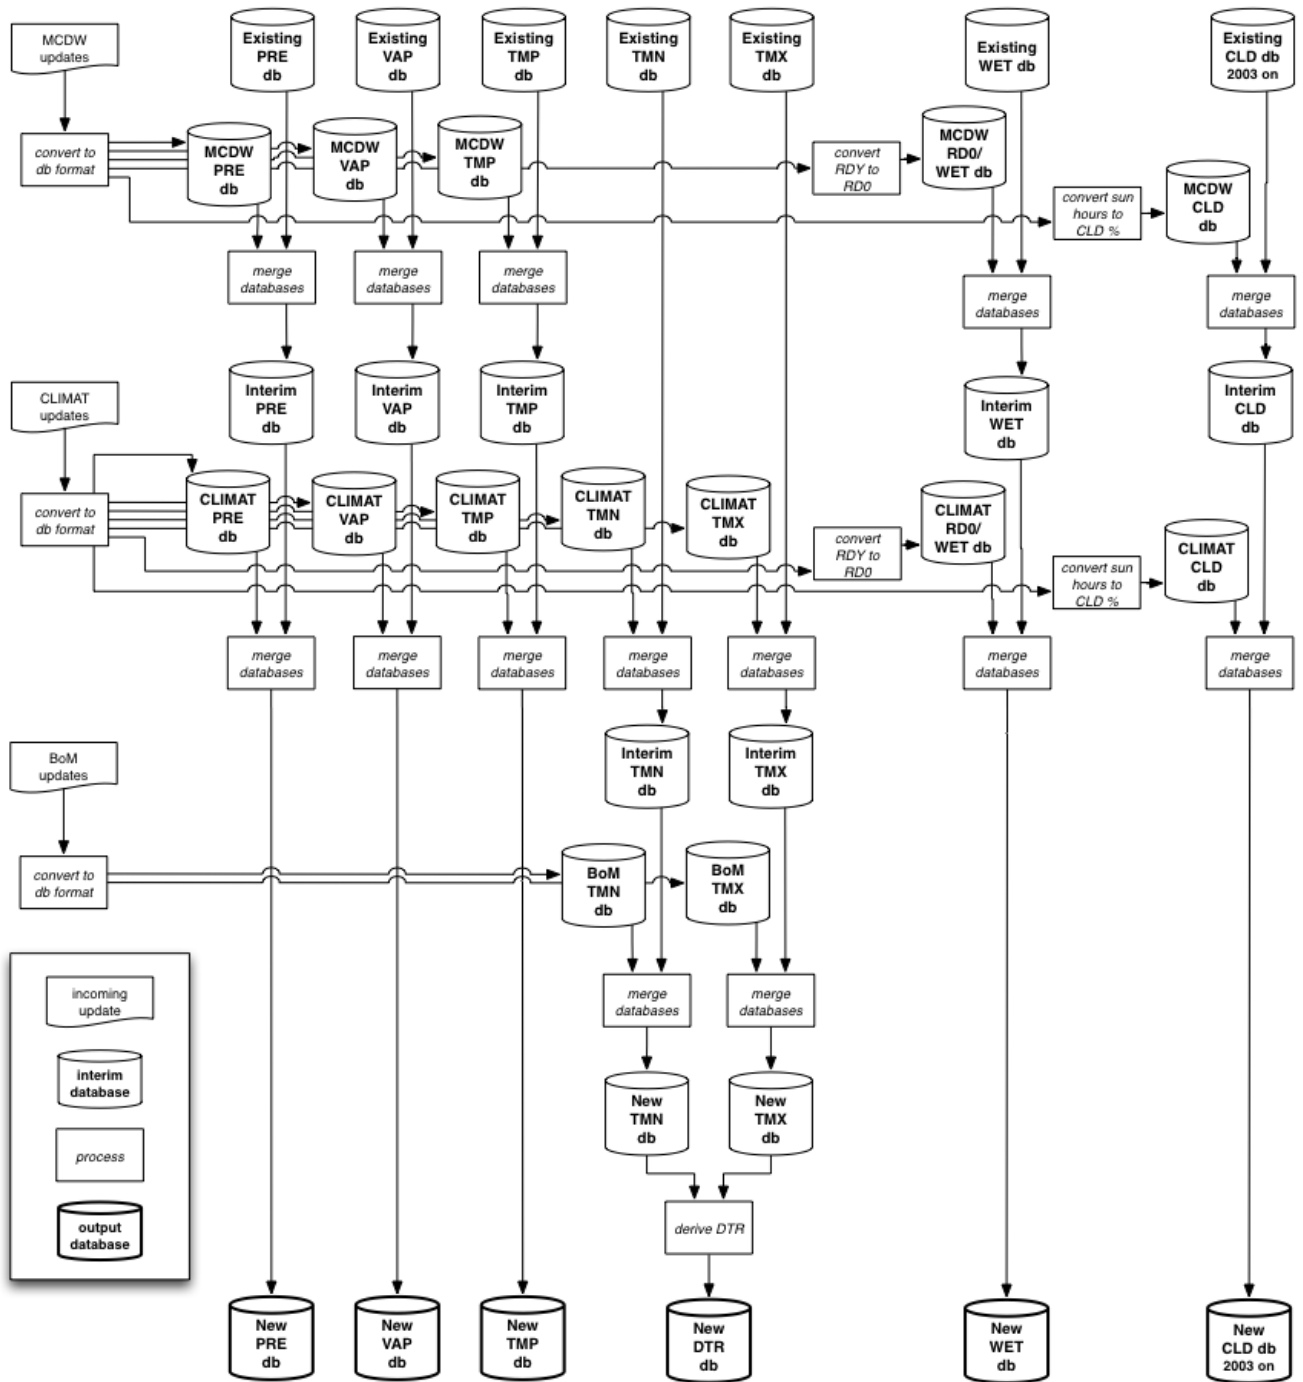 MCDW
updates
Existing
PRE
db
Existing
VAP
db
Existing
TMP
db
Existing
TMN
db
Existing
TMX
db
Existing
WET db
Existing
CLD db
2003 on
convert to
db format
MCDW
PRE
db
MCDW
VAP
db
MCDW
TMP
db
convert
RDY to
RD0
MCDW
RD0/
WET db
convert sun
hours to
CLD %
MCDW
CLD
db
merge
databases
merge
databases
merge
databases
merge
databases
merge
databases
CLIMAT
updates
Interim
PRE
db
Interim
VAP
db
Interim
TMP
db
Interim
WET
db
Interim
CLD
db
convert to
db format
CLIMAT
PRE
db
CLIMAT
VAP
db
CLIMAT
TMP
db
CLIMAT
TMN
db
CLIMAT
TMX
db
convert
RDY to
RD0
CLIMAT
RD0/
WET db
convert sun
hours to
CLD %
CLIMAT
CLD
db
merge
databases
merge
databases
merge
databases
merge
databases
merge
databases
merge
databases
merge
databases
BoM
updates
Interim
TMN
db
Interim
TMX
db
convert to
db format
BoM
TMN
db
BoM
TMX
db
merge
databases
merge
databases
incoming
update
interim
database
process
output
database
New
TMN
db
New
TMX
db
derive DTR
New
PRE
db
New
VAP
db
New
TMP
db
New
DTR
db
New
WET
db
New
CLD db
2003 on